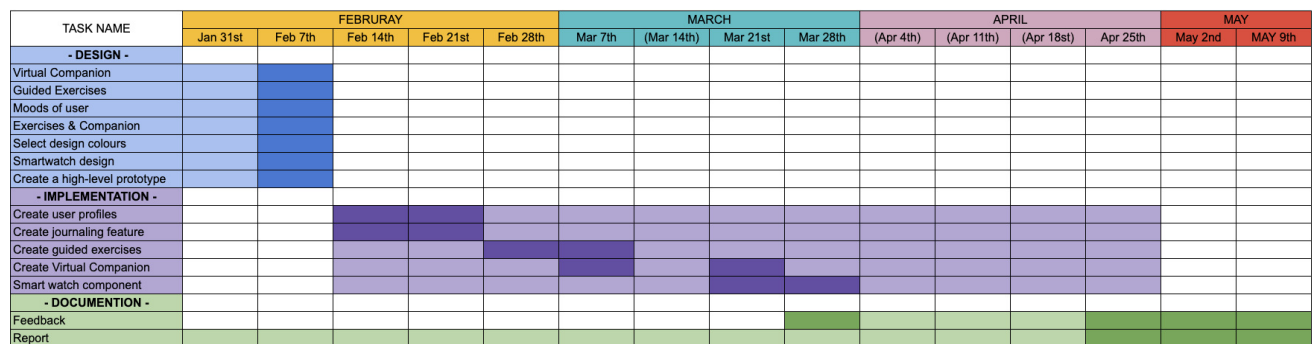 TASK NAME FEBRURAY MARCH APRIL MAY
Jan 31st Feb 7th Feb 14th Feb 21st Feb 28th Mar 7th (Mar 14th) Mar 21st Mar 28th (Apr 4th) (Apr 11th) (Apr 18st) Apr 25th May 2nd MAY 9th
- DESIGN -
Virtual Companion
Guided Exercises
Moods of user
Exercises & Companion
Select design colours
Smartwatch design
Create a high-level prototype
- IMPLEMENTATION -
Create user profiles
Create journaling feature
Create guided exercises
Create Virtual Companion
Smart watch component
- DOCUMENTION -
Feedback
Report